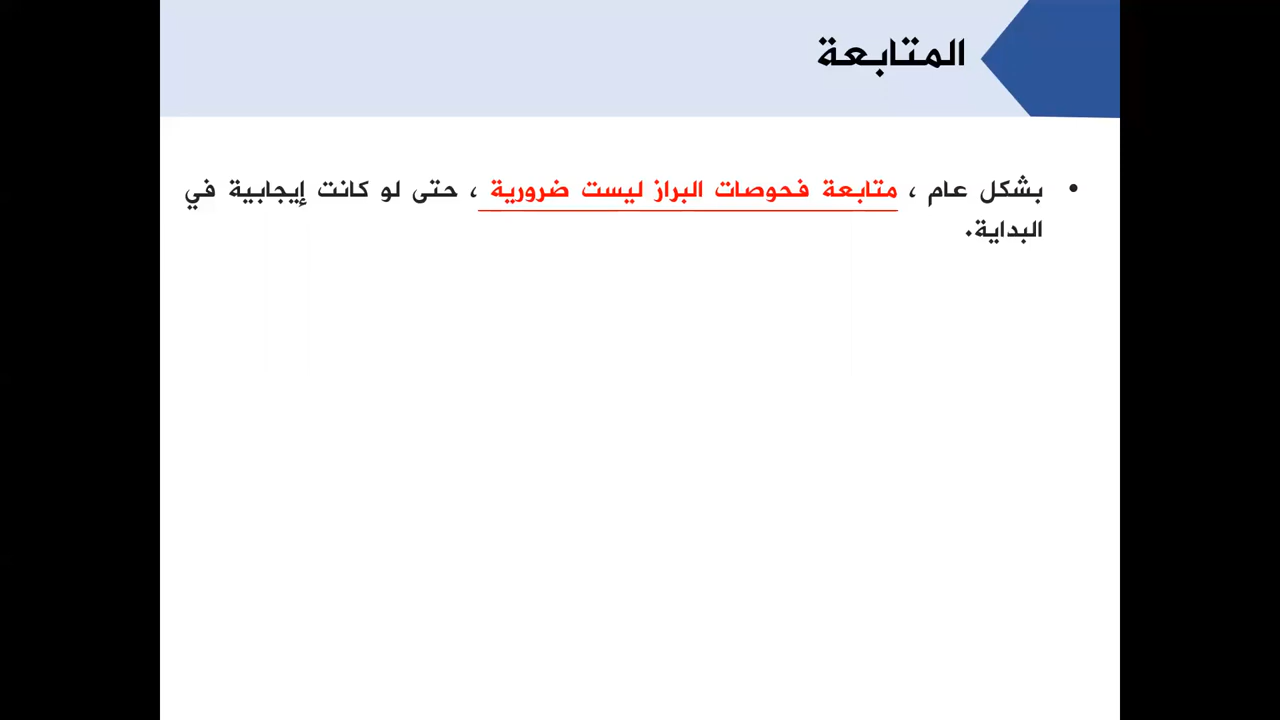 المتابعة
• بشكل عام ، متابعة فحوصات البراز ليست ضرورية ، حتى لو كانت إيجابية في
البداية.